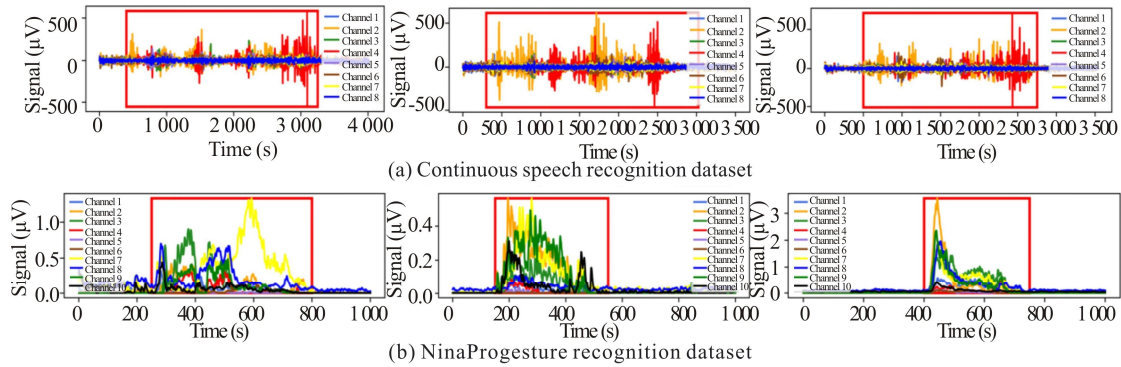 Signal (μV)
500
0
-500
0
1 000
2 000
3 000
4 000
Time (s)
Channel 1
Channel 2
Channel 3
Channel 4
Channel 5
Channel 6
Channel 7
Channel 8
Signal (μV)
500
0
-500
0
500
1 000
1 500
2 000
2 500
3 000
3 500
Time (s)
Channel 1
Channel 2
Channel 3
Channel 4
Channel 5
Channel 6
Channel 7
Channel 8
Signal (μV)
500
0
-500
0
500
1 000
1 500
2 000
2 500
3 000
3 500
Time (s)
Channel 1
Channel 2
Channel 3
Channel 4
Channel 5
Channel 6
Channel 7
Channel 8
(a) Continuous speech recognition dataset
Signal (μV)
1.0
0.5
0.0
0
200
400
600
800
1 000
Time (s)
Channel 1
Channel 2
Channel 3
Channel 4
Channel 5
Channel 6
Channel 7
Channel 8
Channel 9
Channel 10
Signal (μV)
0.4
0.2
0.0
0
200
400
600
800
1 000
Time (s)
Channel 1
Channel 2
Channel 3
Channel 4
Channel 5
Channel 6
Channel 7
Channel 8
Channel 9
Channel 10
Signal (μV)
3
2
1
0
0
200
400
600
800
1 000
Time (s)
Channel 1
Channel 2
Channel 3
Channel 4
Channel 5
Channel 6
Channel 7
Channel 8
Channel 9
Channel 10
(b) NinaProgesture recognition dataset